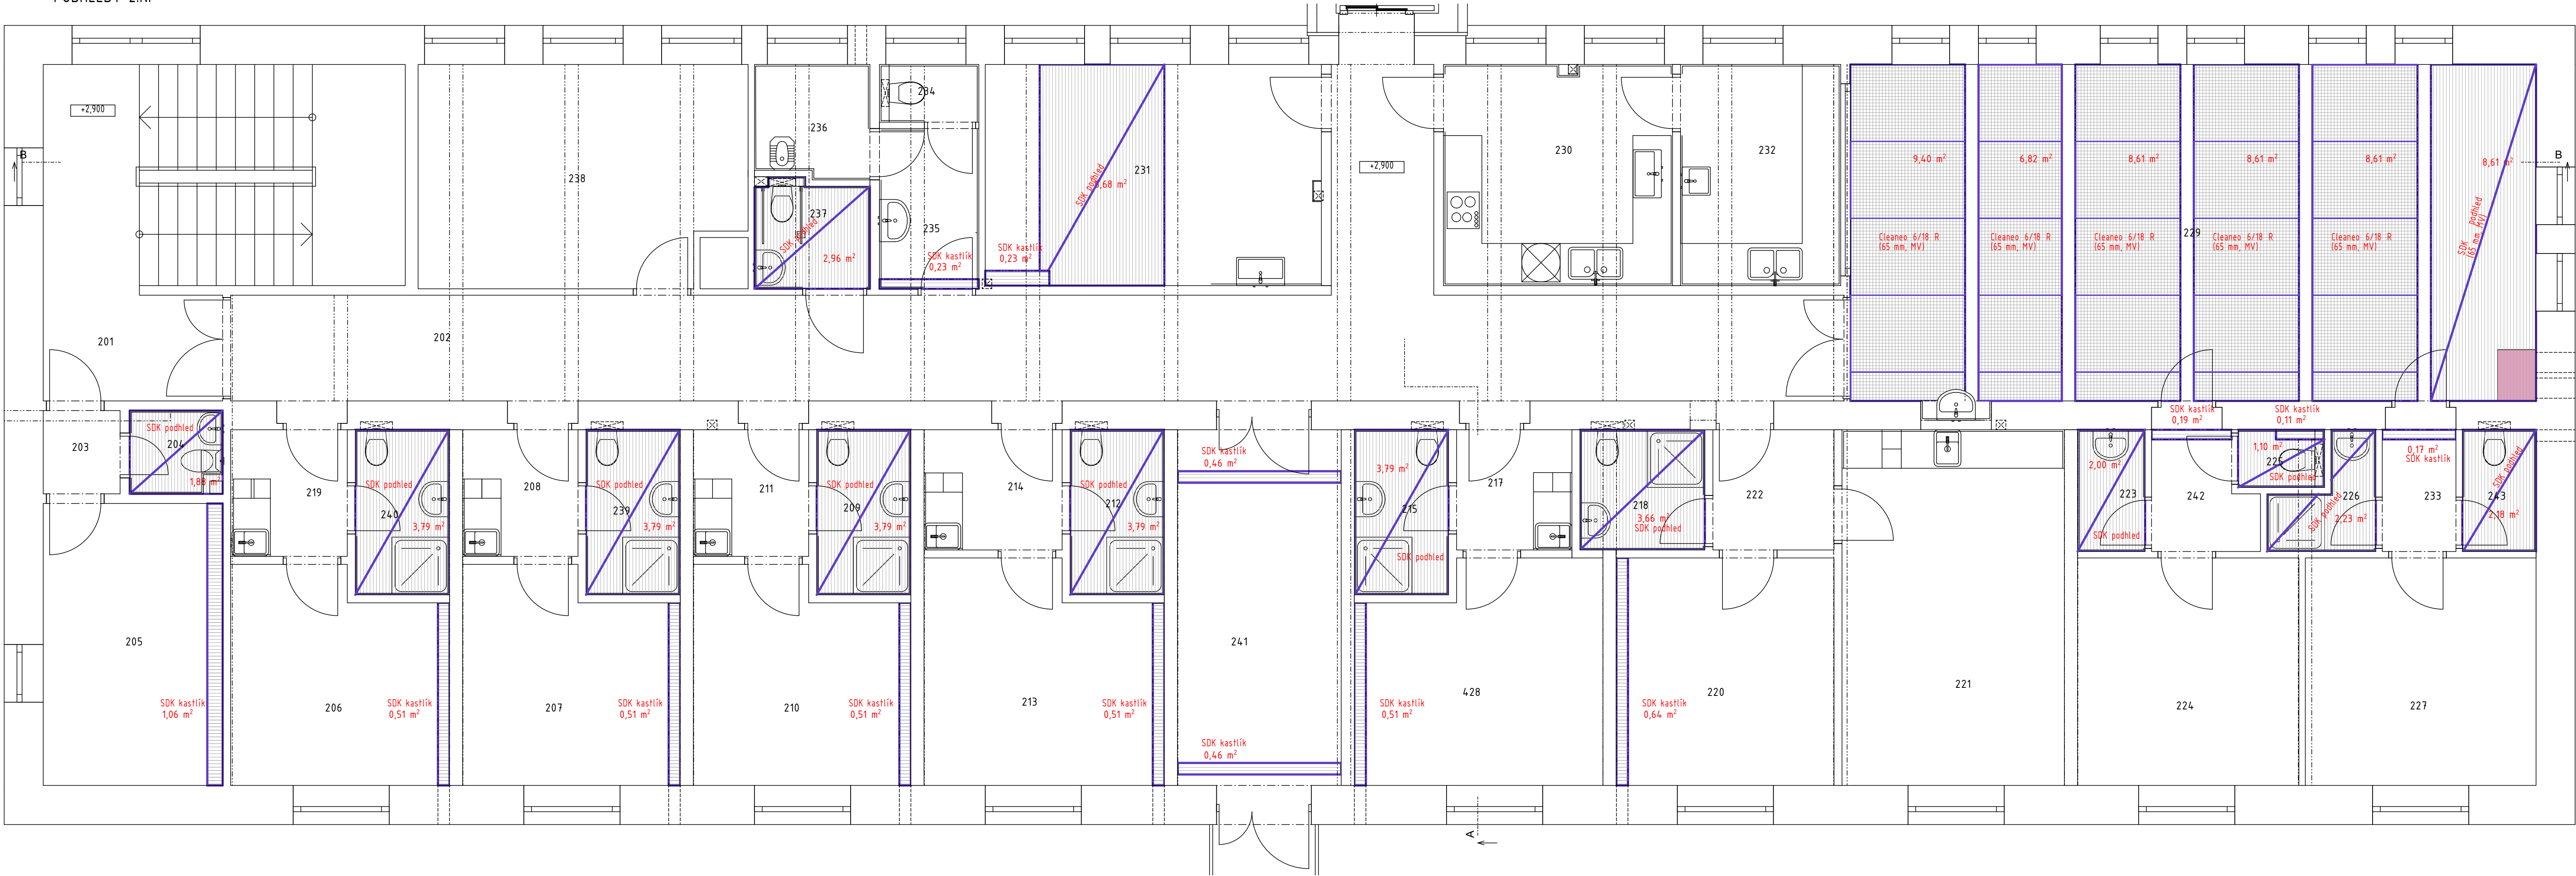 +2,900
B
234
236
238
SDK podhled
231
237
SDK podhled
235
2,96 m²
SDK kastlík
0,23 m²
SDK kastlík
0,23 m²
+2,900
230
232
9,40 m²
6,82 m²
8,61 m²
8,61 m²
8,61 m²
8,61 m²
B
Cleaneo 6/18 R
(65 mm, MV)
Cleaneo 6/18 R
(65 mm, MV)
Cleaneo 6/18 R
(65 mm, MV)
229
Cleaneo 6/18 R
(65 mm, MV)
Cleaneo 6/18 R
(65 mm, MV)
SDK podhled
(65 mm, MV)
201
202
203
SDK podhled
204
1,88 m²
219
SDK podhled
240
3,79 m²
208
SDK podhled
239
3,79 m²
211
SDK podhled
209
3,79 m²
214
SDK podhled
212
3,79 m²
SDK kastlík
0,46 m²
3,79 m²
215
SDK podhled
217
218
3,66 m²
SDK podhled
222
SDK kastlík
0,19 m²
SDK kastlík
0,11 m²
2,00 m²
223
SDK podhled
242
1,10 m²
225
SDK podhled
226
SDK podhled
2,23 m²
0,17 m²
SDK kastlík
233
SDK podhled
243
2,18 m²
205
SDK kastlík
1,06 m²
206
SDK kastlík
0,51 m²
207
SDK kastlík
0,51 m²
210
SDK kastlík
0,51 m²
213
SDK kastlík
0,51 m²
241
SDK kastlík
0,46 m²
SDK kastlík
0,51 m²
428
SDK kastlík
0,64 m²
220
221
224
227
A